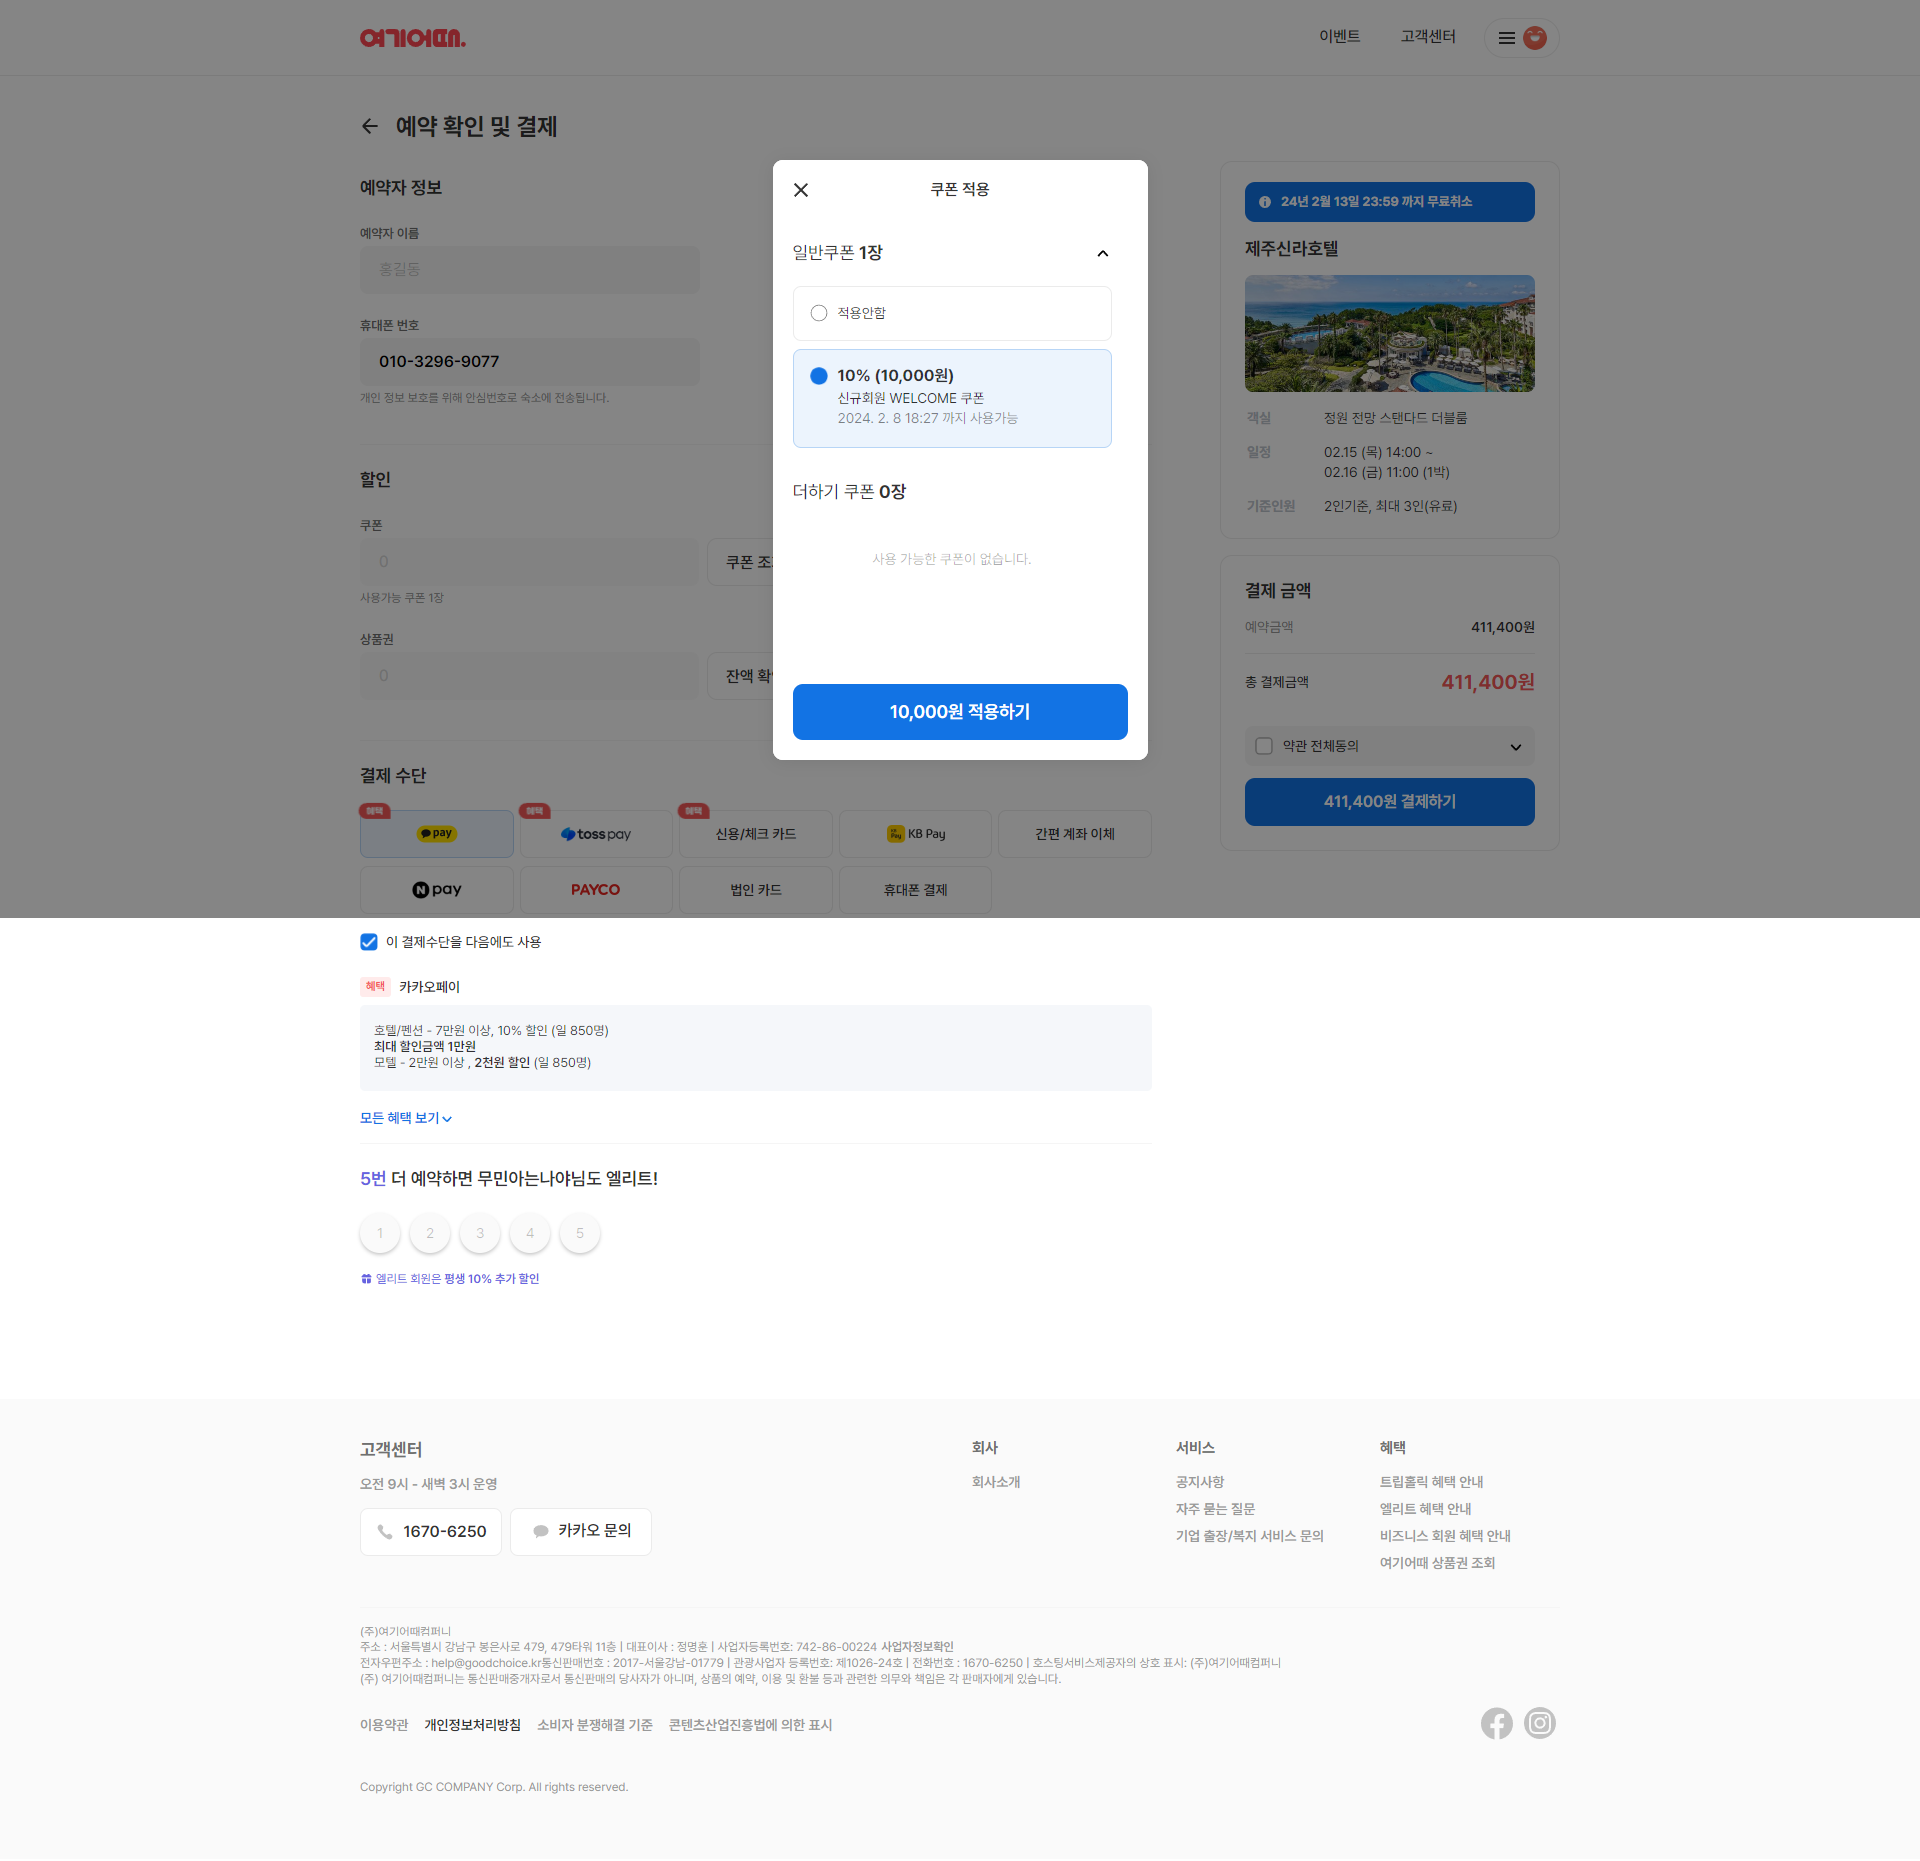 여기어때.
이벤트
고객센터
예약 확인 및 결제
예약자 정보
예약자 이름
홍길동
휴대폰 번호
010-3296-9077
개인 정보 보호를 위해 안심번호로 숙소에 전송됩니다.
할인
쿠폰
0
쿠폰 조
사용가능 쿠폰 1장
상품권
0
잔액 확
쿠폰 적용
일반쿠폰 1장
적용안함
10% (10,000원)
신규회원 WELCOME 쿠폰
2024. 2. 8 18:27 까지 사용가능
더하기 쿠폰 0장
사용 가능한 쿠폰이 없습니다.
10,000원 적용하기
24년 2월 13일 23:59 까지 무료취소
제주신라호텔
객실 정원 전망 스탠다드 더블룸
일정 02.15 (목) 14:00 ~
02.16 (금) 11:00 (1박)
기준인원 2인기준, 최대 3인(유료)
결제 금액
예약금액 411,400원
총 결제금액 411,400원
약관 전체동의
411,400원 결제하기
결제 수단
혜택 혜택 혜택
pay toss pay 신용/체크 카드 KB Pay 간편 계좌 이체
N pay PAYCO 법인 카드 휴대폰 결제
이 결제수단을 다음에도 사용
혜택 카카오페이
호텔/펜션 - 7만원 이상, 10% 할인 (일 850명)
최대 할인금액 1만원
모텔 - 2만원 이상 , 2천원 할인 (일 850명)
모든 혜택 보기
5번 더 예약하면 무민아는나야님도 엘리트!
1 2 3 4 5
엘리트 회원은 평생 10% 추가 할인
고객센터
오전 9시 - 새벽 3시 운영
1670-6250 카카오 문의
회사
회사소개
서비스
공지사항
자주 묻는 질문
기업 출장/복지 서비스 문의
혜택
트립홀릭 혜택 안내
엘리트 혜택 안내
비즈니스 회원 혜택 안내
여기어때 상품권 조회
(주)여기어때컴퍼니
주소 : 서울특별시 강남구 봉은사로 479, 479타워 11층 | 대표이사 : 정명훈 | 사업자등록번호: 742-86-00224 사업자정보확인
전자우편주소 : help@goodchoice.kr통신판매번호 : 2017-서울강남-01779 | 관광사업자 등록번호: 제1026-24호 | 전화번호 : 1670-6250 | 호스팅서비스제공자의 상호 표시: (주)여기어때컴퍼니
(주) 여기어때컴퍼니는 통신판매중개자로서 통신판매의 당사자가 아니며, 상품의 예약, 이용 및 환불 등과 관련한 의무와 책임은 각 판매자에게 있습니다.
이용약관 개인정보처리방침 소비자 분쟁해결 기준 콘텐츠산업진흥법에 의한 표시
Copyright GC COMPANY Corp. All rights reserved.